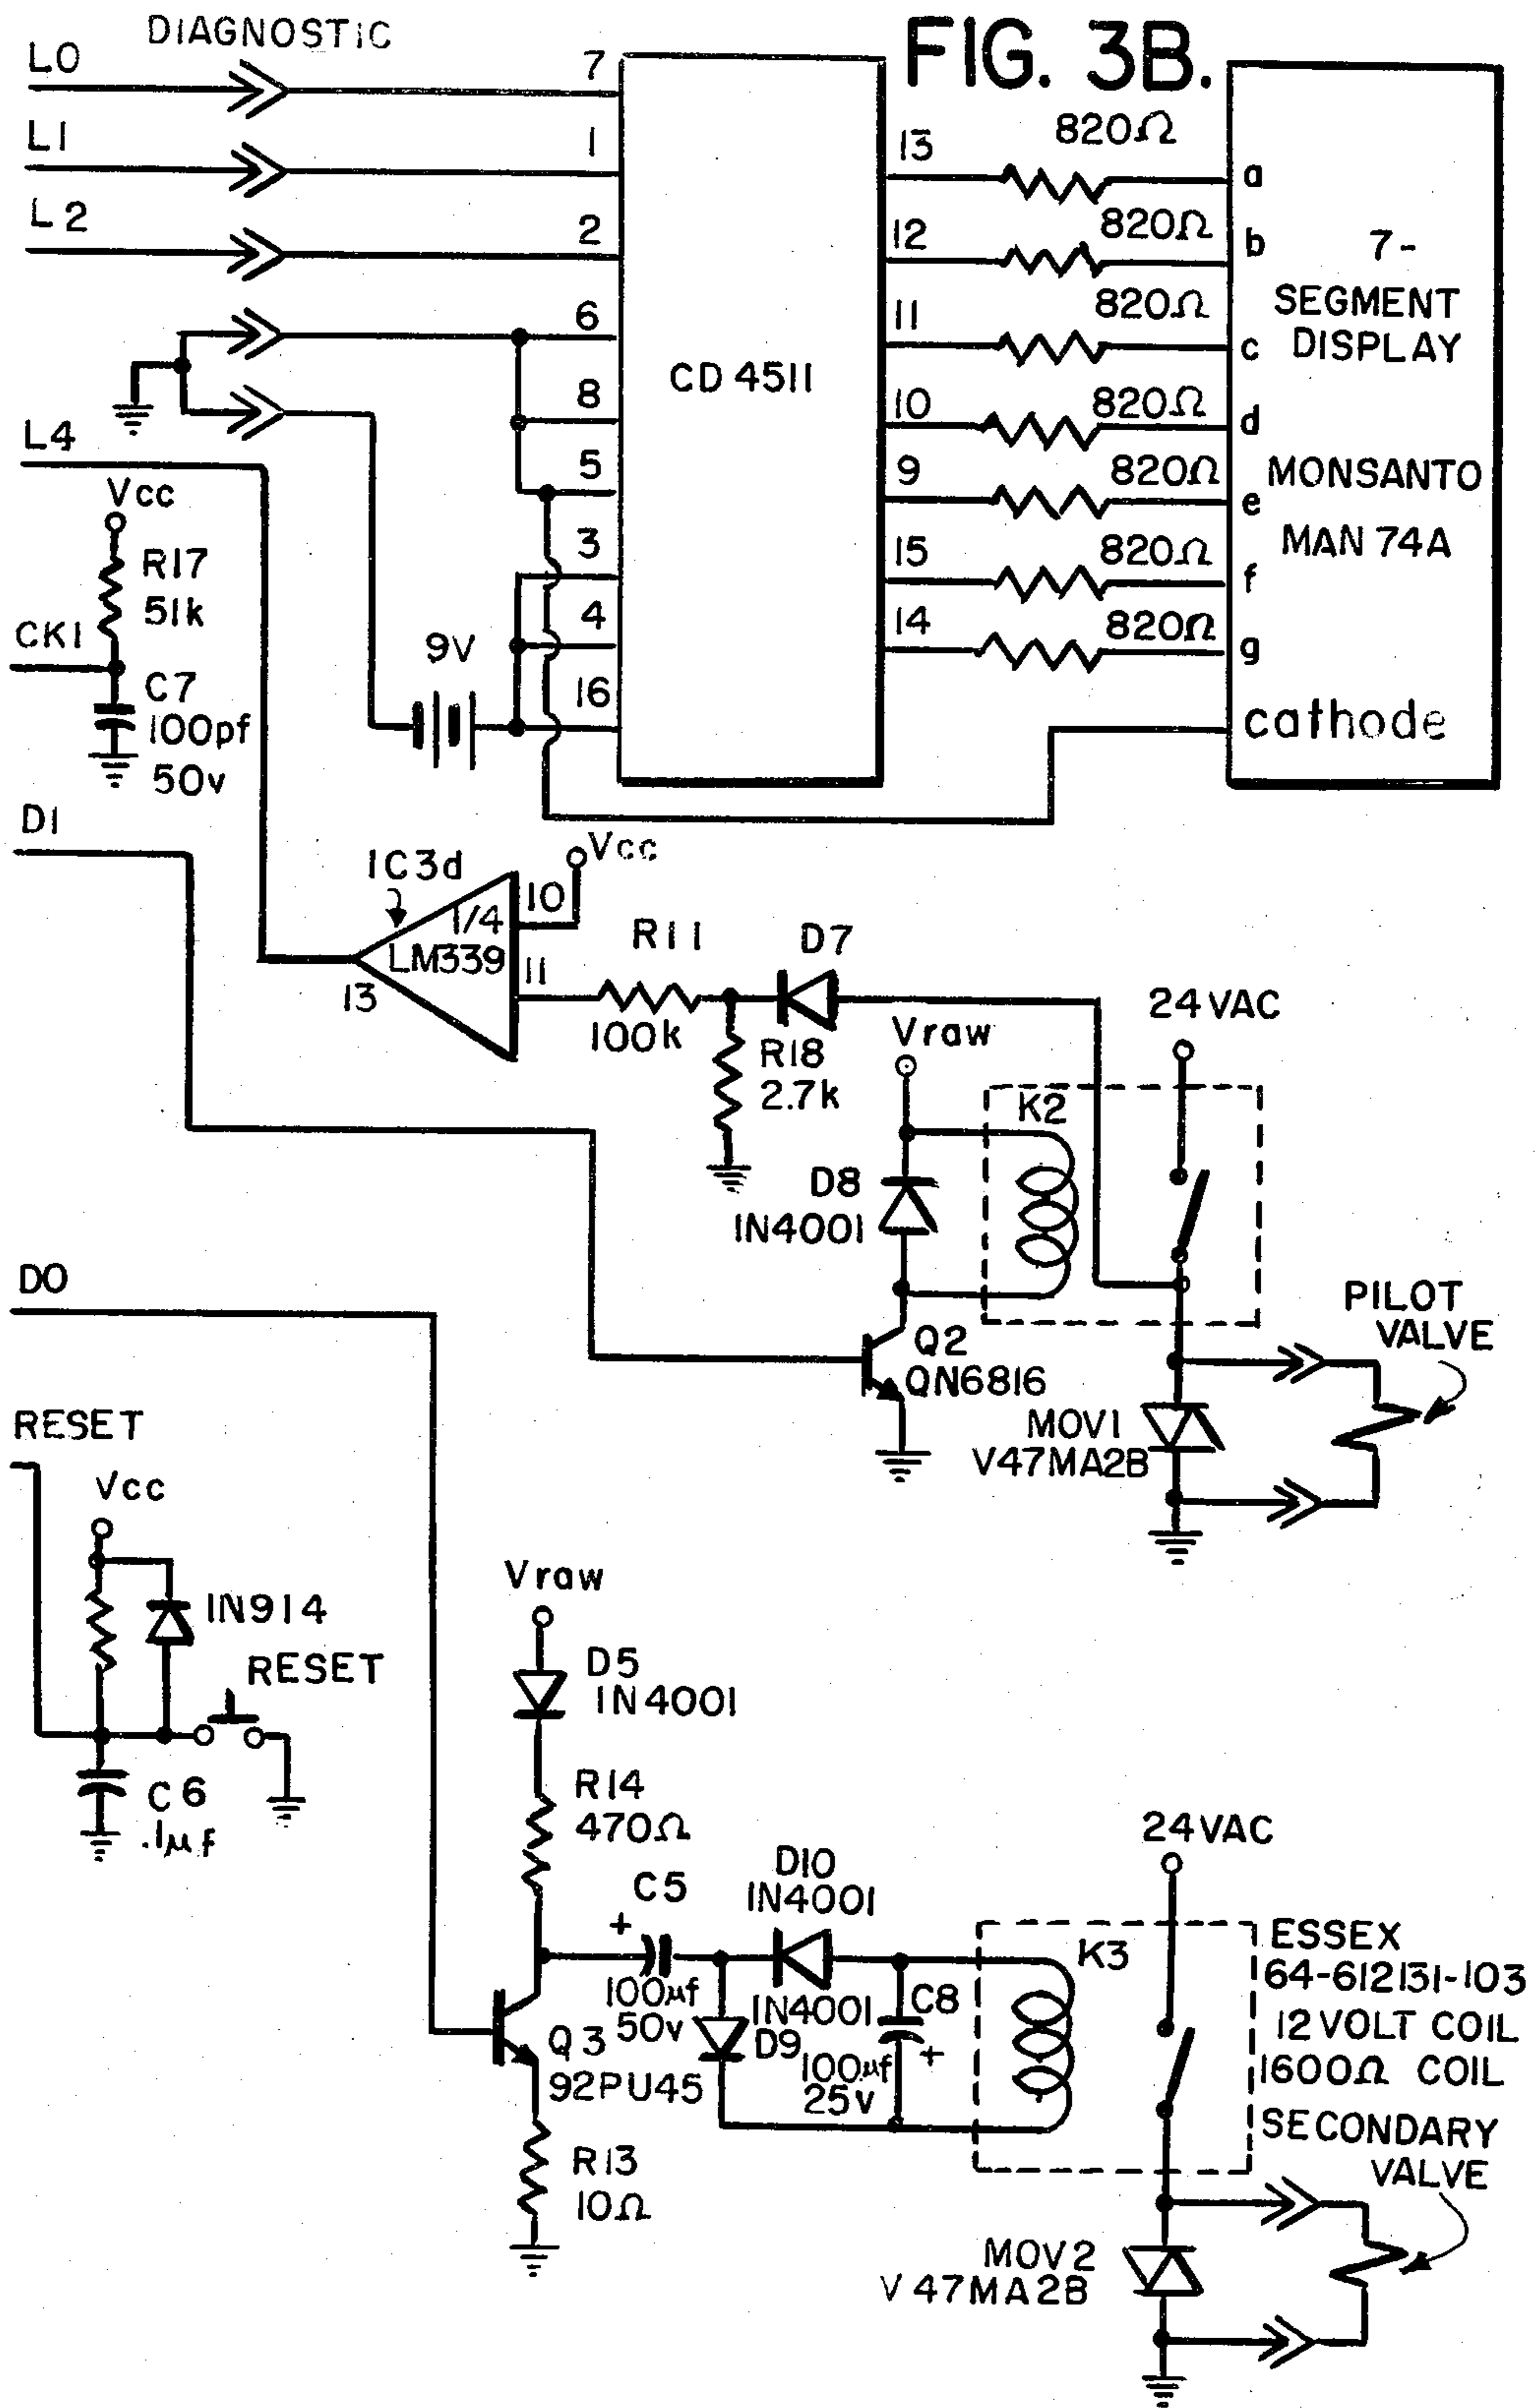 FIG. 3B.
DIAGNOSTIC
L0
L1
L2
L4
7
1
2
6
8
5
3
4
16
CD 4511
13
12
11
10
9
15
14
820Ω
820Ω
820Ω
820Ω
820Ω
820Ω
820Ω
a
b
c
d
e
f
g
cathode
7-
SEGMENT
DISPLAY
MONSANTO
MAN 74A
9V
Vcc
R17
51k
CK1
C7
100pf
50v
D1
IC3d
1/4
LM339
10
11
13
Vcc
R11
100k
D7
R18
2.7k
Vraw
24VAC
K2
D8
1N4001
Q2
QN6816
MOV1
V47MA2B
PILOT
VALVE
D0
RESET
Vcc
1N914
RESET
C6
.1μf
Vraw
D5
1N4001
R14
470Ω
C5
+
100μf
50v
D10
1N4001
1N4001
D9
C8
100μf
25v
+
Q3
92PU45
R13
10Ω
24VAC
K3
ESSEX
64-612131-103
12 VOLT COIL
1600Ω COIL
SECONDARY
VALVE
MOV2
V47MA2B